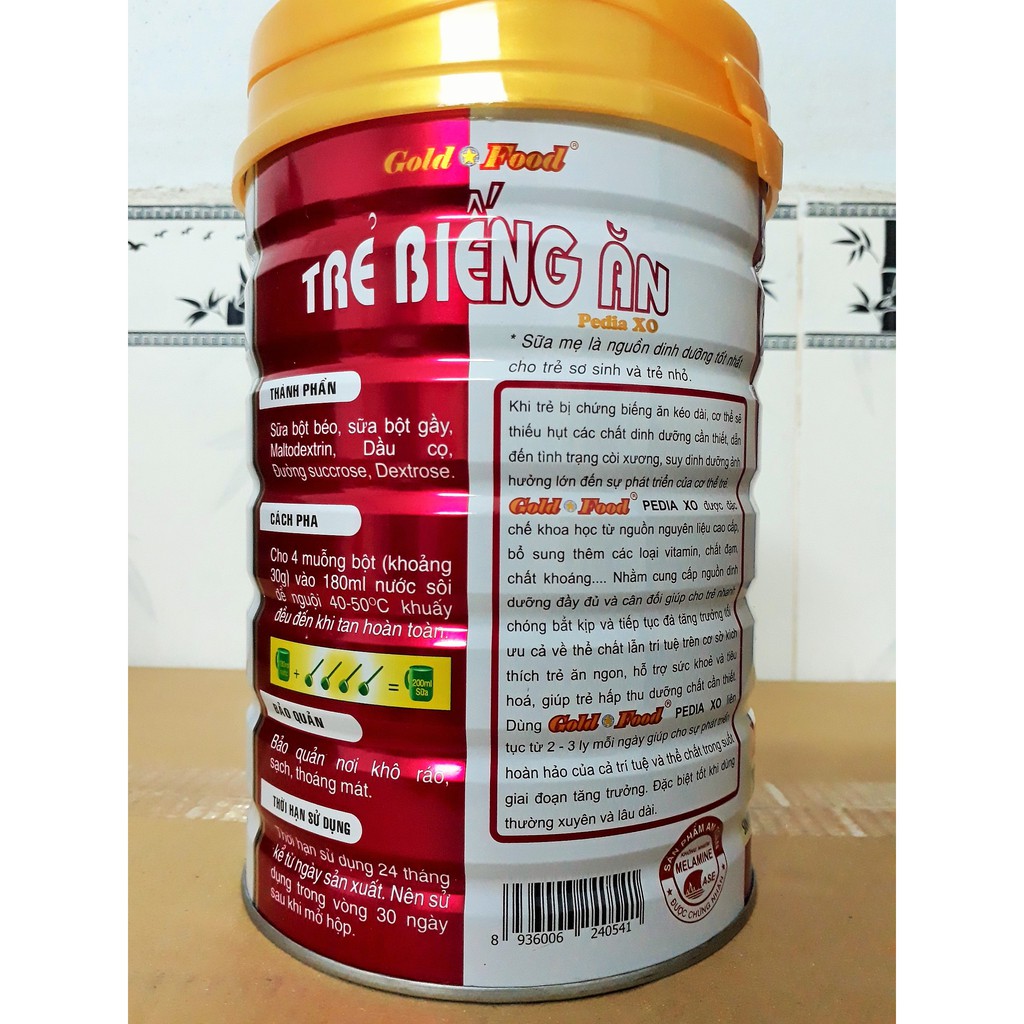 Gold Food®
TRẺ BIẾNG ĂN
Pedia XO
* Sữa mẹ là nguồn dinh dưỡng tốt nhất
cho trẻ sơ sinh và trẻ nhỏ.
THÀNH PHẦN
Sữa bột béo, sữa bột gầy,
Maltodextrin, Dầu cọ,
Đường succrose, Dextrose.
CÁCH PHA
Cho 4 muỗng bột (khoảng
30g) vào 180ml nước sôi
để nguôi 40-50°C khuấy
đều đến khi tan hoàn toàn.
+ = 200ml
Sữa
BẢO QUẢN
Bảo quản nơi khô ráo,
sạch, thoáng mát.
THỜI HẠN SỬ DỤNG
Thời hạn sử dụng 24 tháng
kể từ ngày sản xuất. Nên sử
dụng trong vòng 30 ngày
sau khi mở hộp.
Khi trẻ bị chứng biếng ăn kéo dài, cơ thể sẽ
thiếu hụt các chất dinh dưỡng cần thiết, dẫn
đến tình trạng còi xương, suy dinh dưỡng ảnh
hưởng lớn đến sự phát triển của cơ thể trẻ.
Gold Food® PEDIA XO được đặc
chế khoa học từ nguồn nguyên liệu cao cấp,
bổ sung thêm các loại vitamin, chất đạm,
chất khoáng.... Nhằm cung cấp nguồn dinh
dưỡng đầy đủ và cân đối giúp cho trẻ nhanh
chóng bắt kịp và tiếp tục đà tăng trưởng tối
ưu cả về thể chất lẫn trí tuệ trên cơ sở kích
thích trẻ ăn ngon, hỗ trợ sức khoẻ và tiêu
hoá, giúp trẻ hấp thu dưỡng chất cần thiết.
Dùng Gold Food® PEDIA XO liên
tục từ 2 - 3 ly mỗi ngày giúp cho sự phát triển
hoàn hảo của cả trí tuệ và thể chất trong suốt
giai đoạn tăng trưởng. Đặc biệt tốt khi dùng
thường xuyên và lâu dài.
SẢN PHẨM AN
MELAMINE
ASE
ĐƯỢC CHỨNG NHẬN
8 936006 240541